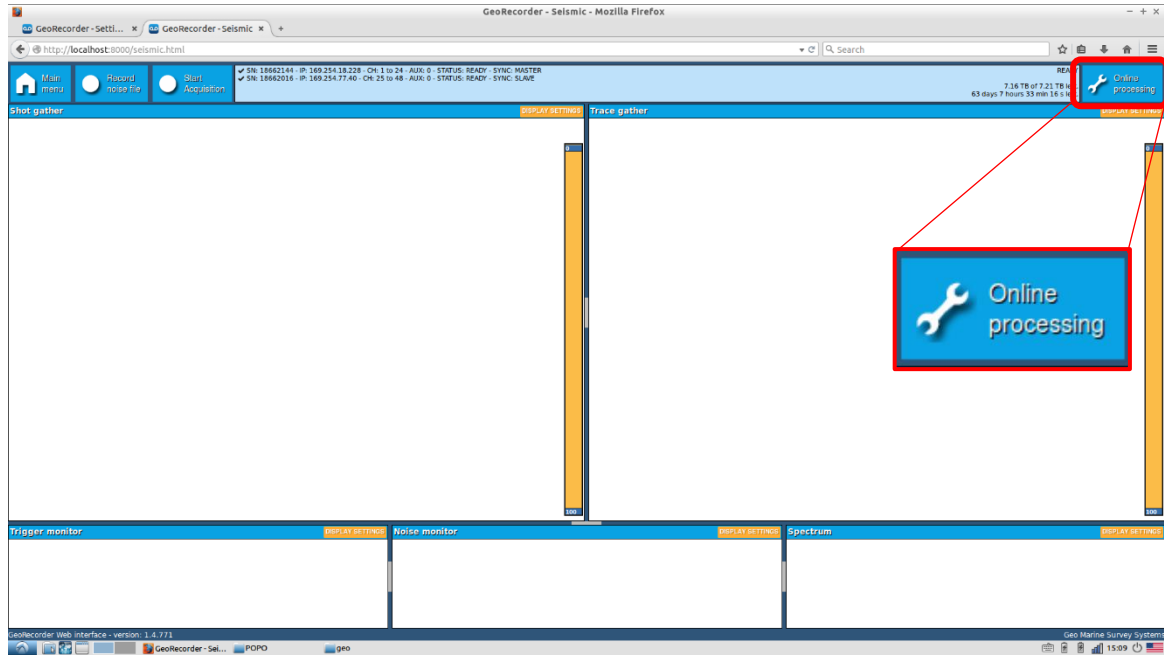 GeoRecorder - Seismic - Mozilla Firefox
GeoRecorder - Setti... × GeoRecorder - Seismic × +
http://localhost:8000/seismic.html Search
Main menu
Record noise file
Start Acquisition
✔ SN: 18662144 - IP: 169.254.18.228 - CH: 1 to 24 - AUX: 0 - STATUS: READY - SYNC: MASTER
✔ SN: 18662016 - IP: 169.254.77.40 - CH: 25 to 48 - AUX: 0 - STATUS: READY - SYNC: SLAVE
7.16 TB of 7.21 TB
63 days 7 hours 33 min 16 s
Online processing
Shot gather DISPLAY SETTINGS Trace gather DISPLAY SETTINGS
0 0
Online
processing
100 100
Trigger monitor DISPLAY SETTINGS Noise monitor DISPLAY SETTINGS Spectrum DISPLAY SETTINGS
GeoRecorder Web interface - version: 1.4.771 Geo Marine Survey Systems
GeoRecorder - Sei... POPO geo 15:09